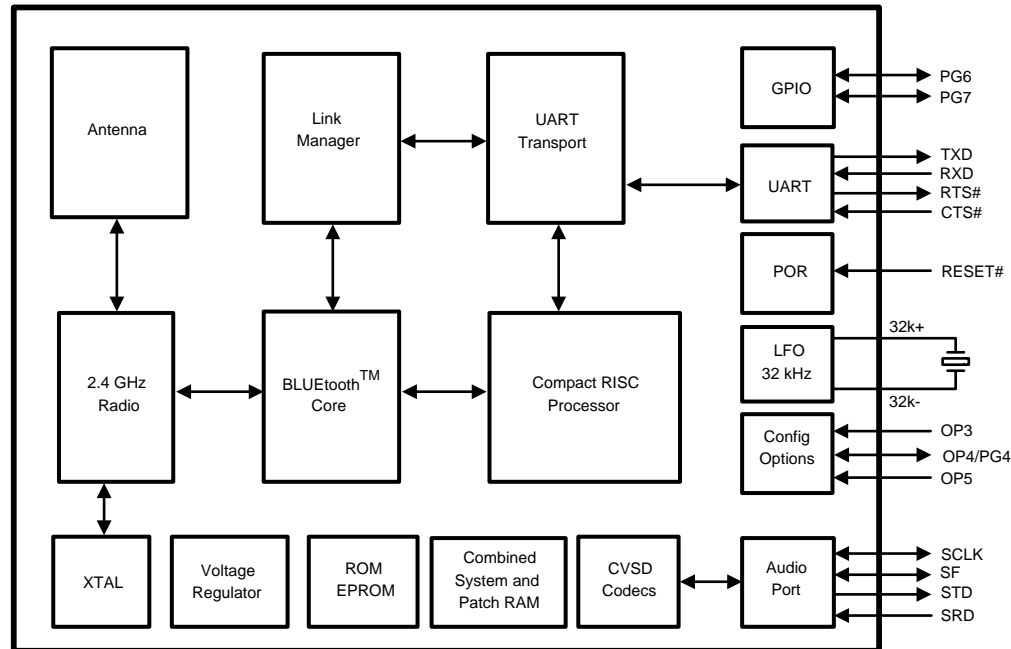 Antenna
Link
Manager
UART
Transport
GPIO
PG6
PG7
UART
TXD
RXD
RTS#
CTS#
POR
RESET#
2.4 GHz
Radio
BLUEtooth™
Core
Compact RISC
Processor
LFO
32 kHz
32k+
32k-
Config
Options
OP3
OP4/PG4
OP5
XTAL
Voltage
Regulator
ROM
EPROM
Combined
System and
Patch RAM
CVSD
Codecs
Audio
Port
SCLK
SF
STD
SRD